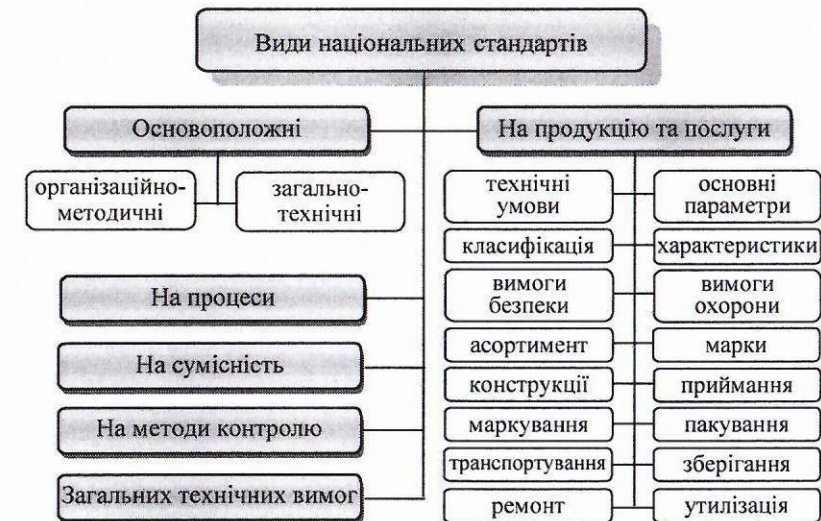 Види національних стандартів
Основоположні
На продукцію та послуги
організаційно-
методичні
загально-
технічні
технічні
умови
основні
параметри
класифікація
характеристики
вимоги
безпеки
вимоги
охорони
асортимент
марки
конструкції
приймання
маркування
пакування
транспортування
зберігання
ремонт
утилізація
На процеси
На сумісність
На методи контролю
Загальних технічних вимог